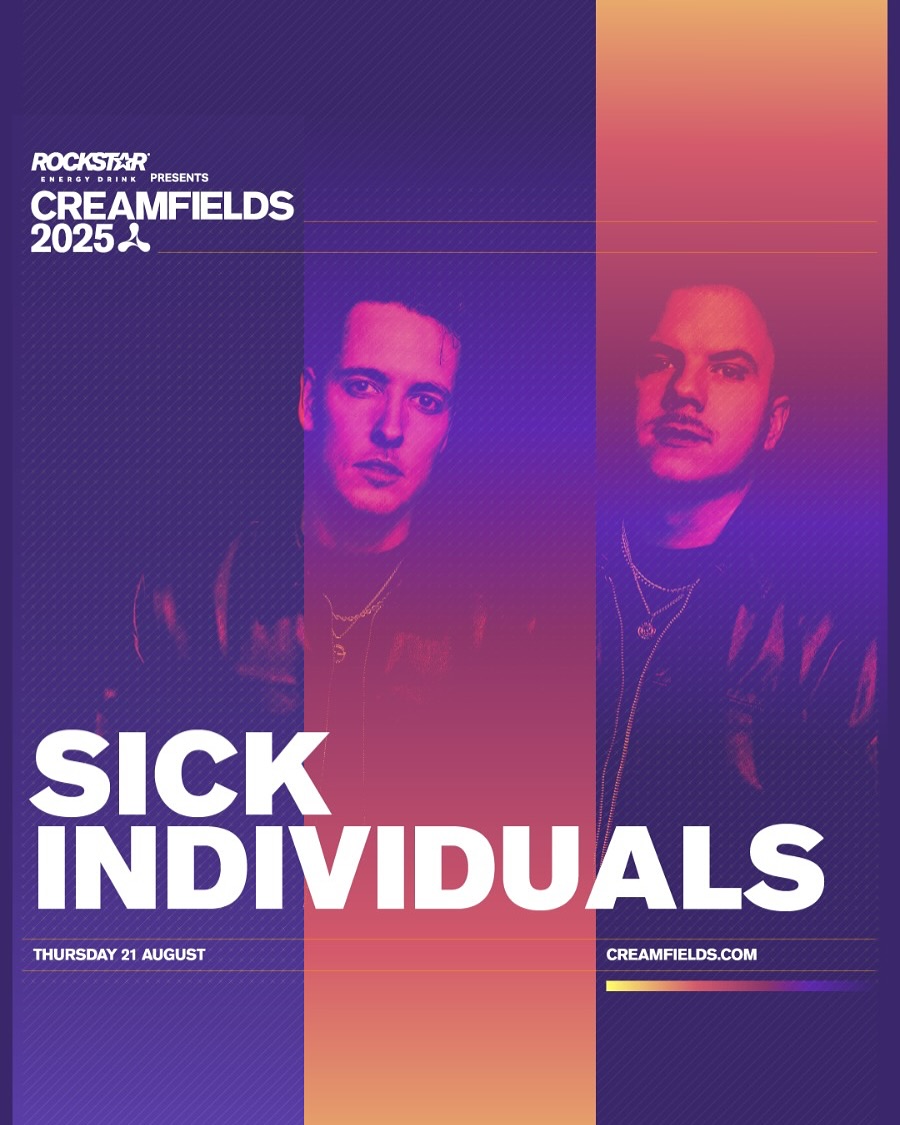 ROCKSTAR
ENERGY DRINK PRESENTS
CREAMFIELDS
2025
SICK
INDIVIDUALS
THURSDAY 21 AUGUST
CREAMFIELDS.COM